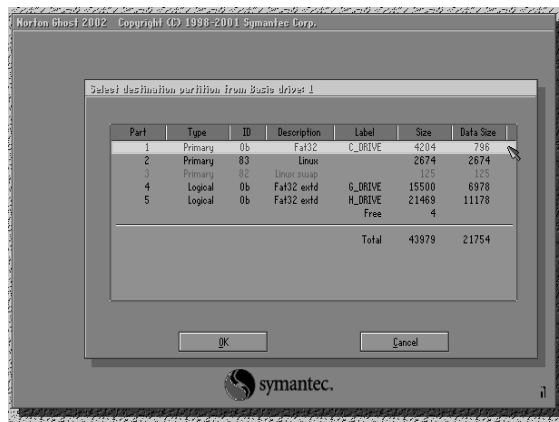 Norton Ghost 2002 Copyright (C) 1998-2001 Symantec Corp.
Select destination partition from Basic drive: 1
Part Type ID Description Label Size Data Size
1 Primary 0b Fat32 C_DRIVE 4204 796
2 Primary 83 Linux 2674 2674
3 Primary 82 Linux swap 125 125
4 Logical 0b Fat32 extd G_DRIVE 15500 6978
5 Logical 0b Fat32 extd H_DRIVE 21469 11178
Free 4
Total 43979 21754
OK Cancel
symantec.